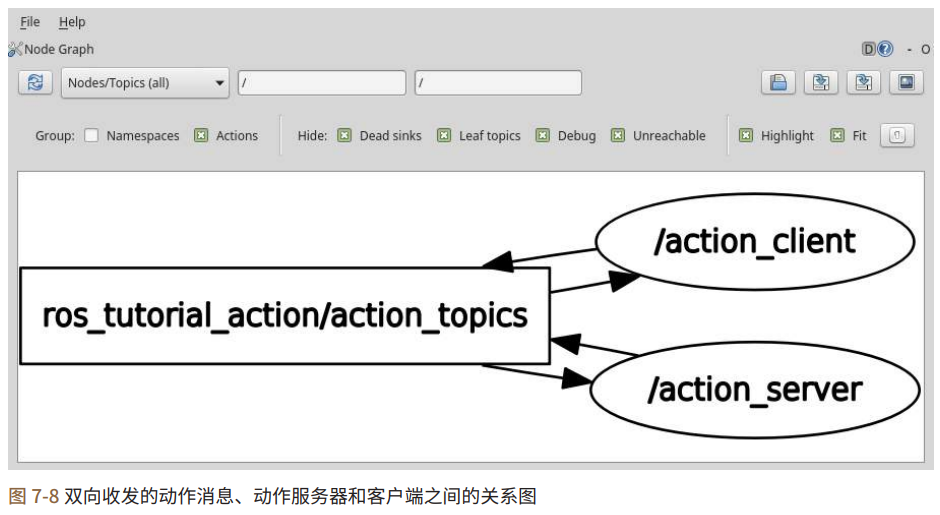 File Help
Node Graph
D ? - O
Nodes/Topics (all) / /
Group: Namespaces Actions Hide: Dead sinks Leaf topics Debug Unreachable Highlight Fit
/action_client
ros_tutorial_action/action_topics
/action_server
图 7-8 双向收发的动作消息、动作服务器和客户端之间的关系图